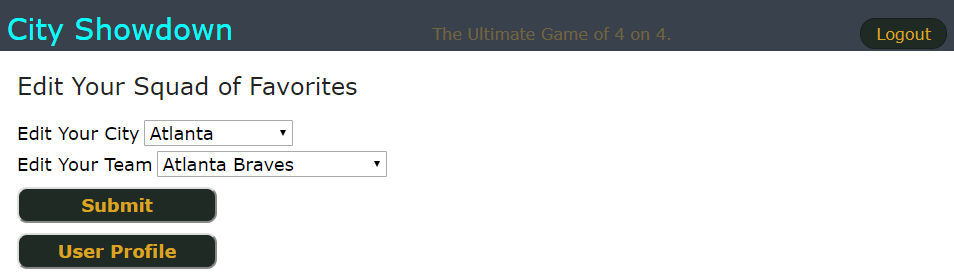 City Showdown
The Ultimate Game of 4 on 4.
Logout
Edit Your Squad of Favorites
Edit Your City Atlanta
Edit Your Team Atlanta Braves
Submit
User Profile